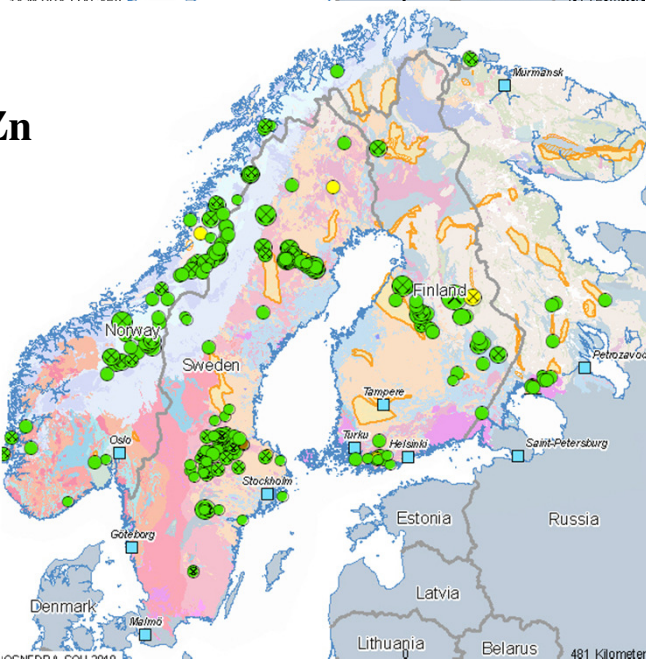 Zn
Murmansk
Finland
Norway
Sweden
Petrozavod
Tampere
Oslo
Turku
Helsinki
Saint-Petersburg
Stockholm
Estonia
Russia
Göteborg
Latvia
Denmark
Malmö
Lithuania
0
Belarus
481 Kilometer